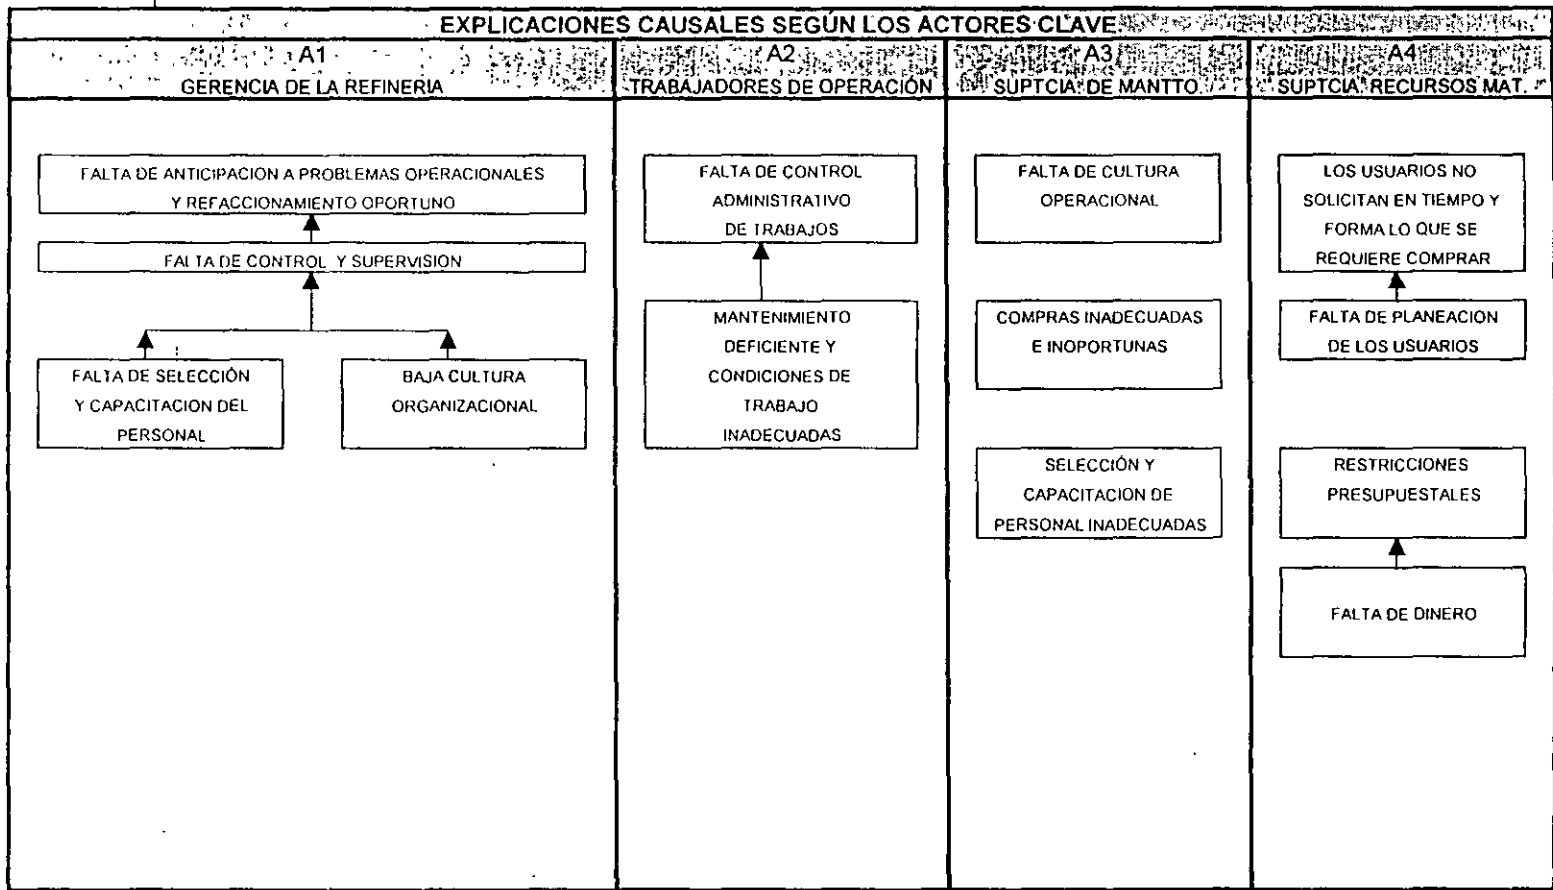 EXPLICACIONES CAUSALES SEGÚN LOS ACTORES CLAVE
A1
GERENCIA DE LA REFINERIA
A2
TRABAJADORES DE OPERACIÓN
A3
SUPTCIA. DE MANTTO.
A4
SUPTCIA. RECURSOS MAT.
FALTA DE ANTICIPACION A PROBLEMAS OPERACIONALES
Y REFACCIONAMIENTO OPORTUNO
FALTA DE CONTROL Y SUPERVISION
FALTA DE SELECCIÓN
Y CAPACITACION DEL
PERSONAL
BAJA CULTURA
ORGANIZACIONAL
FALTA DE CONTROL
ADMINISTRATIVO
DE TRABAJOS
MANTENIMIENTO
DEFICIENTE Y
CONDICIONES DE
TRABAJO
INADECUADAS
FALTA DE CULTURA
OPERACIONAL
COMPRAS INADECUADAS
E INOPORTUNAS
SELECCIÓN Y
CAPACITACION DE
PERSONAL INADECUADAS
LOS USUARIOS NO
SOLICITAN EN TIEMPO Y
FORMA LO QUE SE
REQUIERE COMPRAR
FALTA DE PLANEACION
DE LOS USUARIOS
RESTRICCIONES
PRESUPUESTALES
FALTA DE DINERO